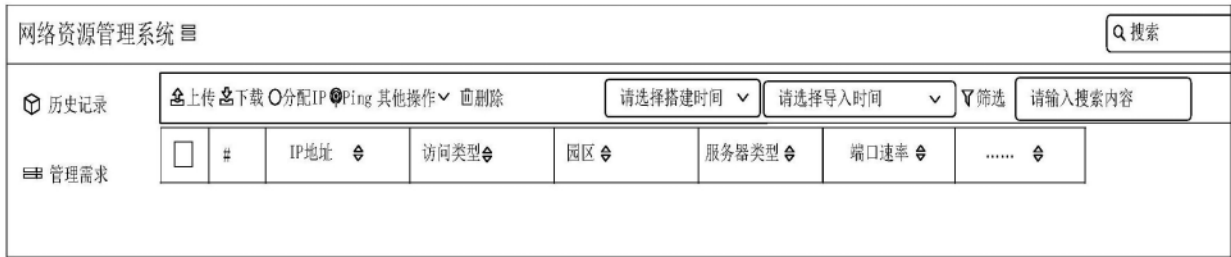 网络资源管理系统 搜索
历史记录 上传 下载 分配IP Ping 其他操作 删除 请选择搭建时间 请选择导入时间 筛选 请输入搜索内容
# IP地址 访问类型 园区 服务器类型 端口速率 ......
管理需求